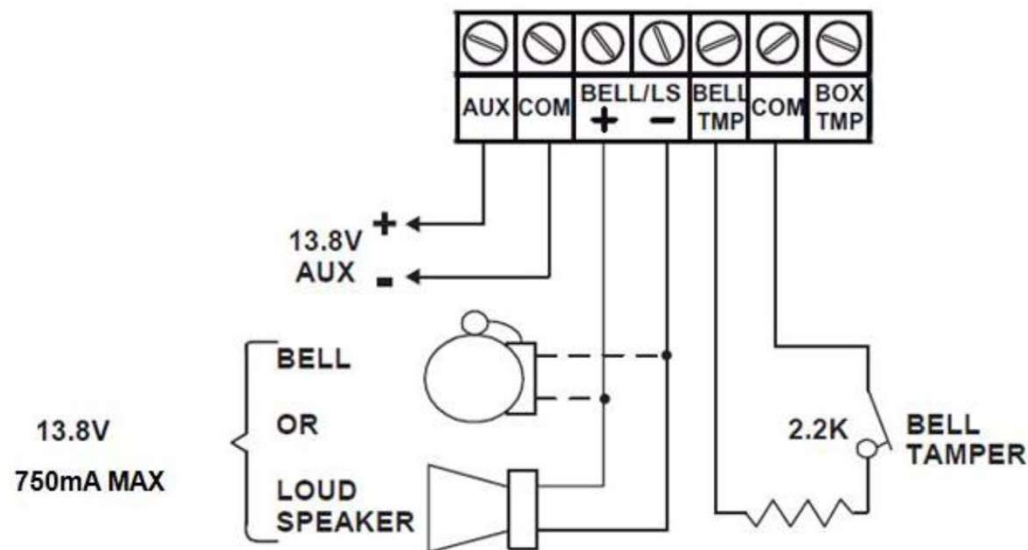 AUX COM BELL/LS BELL TMP COM BOX TMP
+ −
+
13.8V
AUX
-
BELL
OR
LOUD
SPEAKER
13.8V
750mA MAX
2.2K
BELL
TAMPER